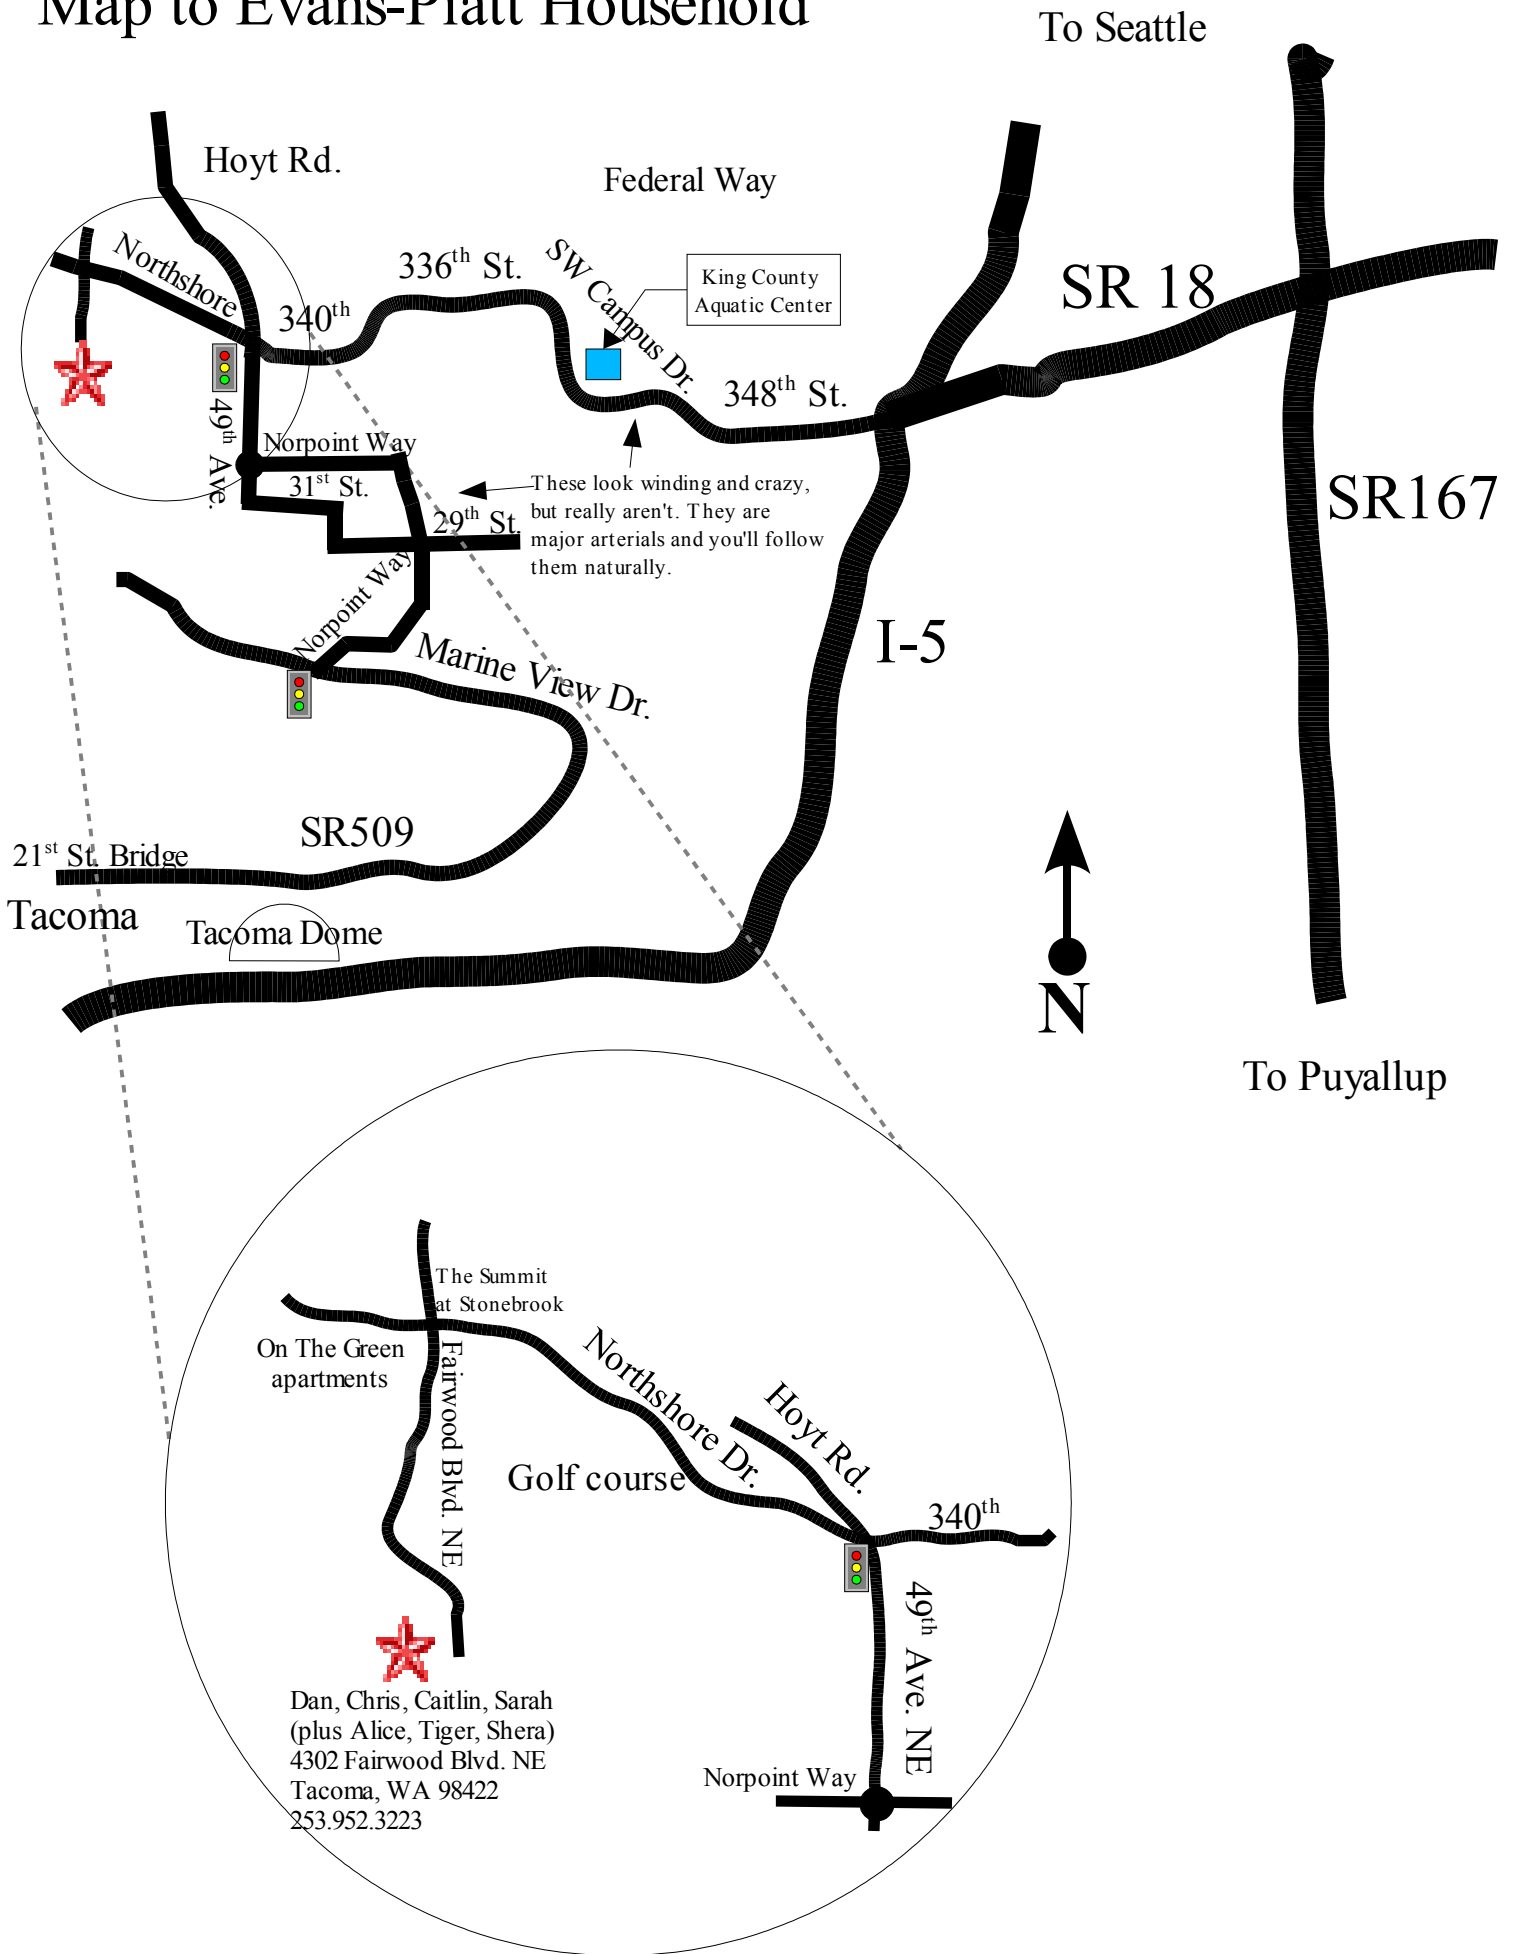 Map to Evans-Piatt Household
To Seattle
Hoyt Rd.
Federal Way
Northshore
336th St.
SW Campus Dr.
King County
Aquatic Center
SR 18
340th
348th St.
49th Ave.
Norpoint Way
31st St.
29th St.
These look winding and crazy,
but really aren't. They are
major arterials and you'll follow
them naturally.
SR167
Norpoint Way
Marine View Dr.
I-5
SR509
21st St. Bridge
Tacoma
Tacoma Dome
N
To Puyallup
The Summit
at Stonebrook
On The Green
apartments
Fairwood Blvd. NE
Northshore Dr.
Hoyt Rd.
Golf course
340th
49th Ave. NE
Dan, Chris, Caitlin, Sarah
(plus Alice, Tiger, Shera)
4302 Fairwood Blvd. NE
Tacoma, WA 98422
253.952.3223
Norpoint Way